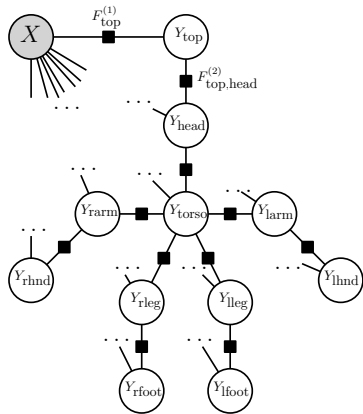 F_top^(1)
X
Y_top
F_top,head^(2)
...
...
Y_head
...
...
...
Y_rarm
Y_torso
Y_larm
...
...
...
...
Y_rhnd
Y_lhnd
Y_rleg
Y_lleg
...
...
Y_rfoot
Y_lfoot